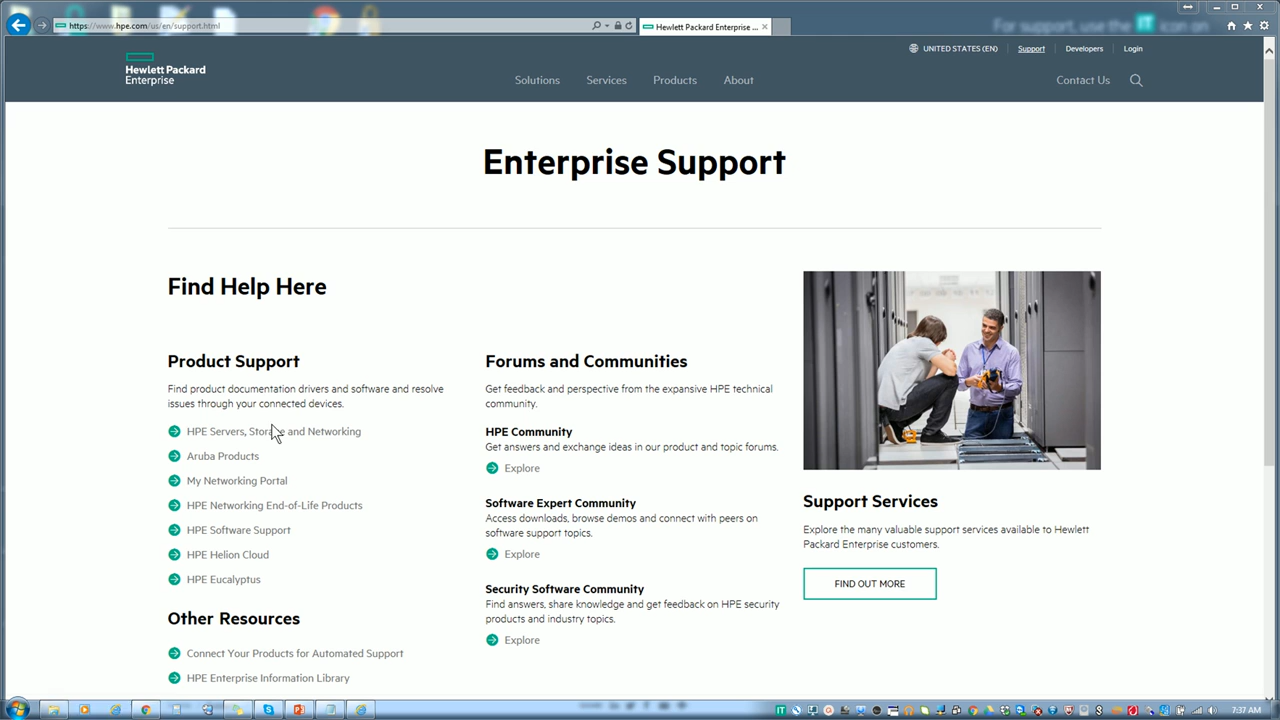 https://www.hpe.com/us/en/support.html
Hewlett Packard Enterprise ...
For support, use the IT icon on
Hewlett Packard
Enterprise
UNITED STATES (EN)
Support
Developers
Login
Solutions
Services
Products
About
Contact Us
Enterprise Support
Find Help Here
Product Support
Find product documentation drivers and software and resolve
issues through your connected devices.
HPE Servers, Storage and Networking
Aruba Products
My Networking Portal
HPE Networking End-of-Life Products
HPE Software Support
HPE Helion Cloud
HPE Eucalyptus
Other Resources
Connect Your Products for Automated Support
HPE Enterprise Information Library
Forums and Communities
Get feedback and perspective from the expansive HPE technical
community.
HPE Community
Get answers and exchange ideas in our product and topic forums.
Explore
Software Expert Community
Access downloads, browse demos and connect with peers on
software support topics.
Explore
Security Software Community
Find answers, share knowledge and get feedback on HPE security
products and industry topics.
Explore
Support Services
Explore the many valuable support services available to Hewlett
Packard Enterprise customers.
FIND OUT MORE
IT
7:37 AM